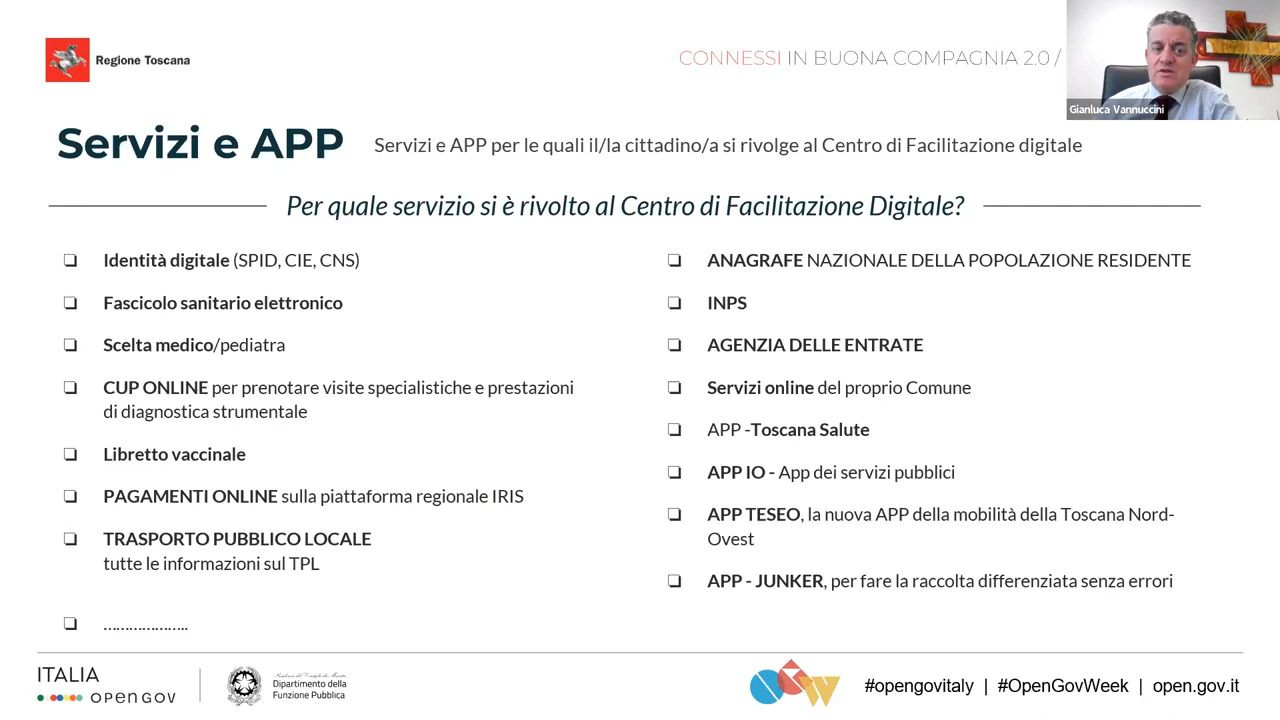 Regione Toscana
CONNESSI IN BUONA COMPAGNIA 2.0 /
Gianluca Vannuccini
Servizi e APP
Servizi e APP per le quali il/la cittadino/a si rivolge al Centro di Facilitazione digitale
Per quale servizio si è rivolto al Centro di Facilitazione Digitale?
❏ Identità digitale (SPID, CIE, CNS)
❏ Fascicolo sanitario elettronico
❏ Scelta medico/pediatra
❏ CUP ONLINE per prenotare visite specialistiche e prestazioni
di diagnostica strumentale
❏ Libretto vaccinale
❏ PAGAMENTI ONLINE sulla piattaforma regionale IRIS
❏ TRASPORTO PUBBLICO LOCALE
tutte le informazioni sul TPL
❏ ………………..
❏ ANAGRAFE NAZIONALE DELLA POPOLAZIONE RESIDENTE
❏ INPS
❏ AGENZIA DELLE ENTRATE
❏ Servizi online del proprio Comune
❏ APP -Toscana Salute
❏ APP IO - App dei servizi pubblici
❏ APP TESEO, la nuova APP della mobilità della Toscana Nord-
Ovest
❏ APP - JUNKER, per fare la raccolta differenziata senza errori
ITALIA
open gov
Presidenza del Consiglio dei Ministri
Dipartimento della
Funzione Pubblica
OGW
#opengovitaly | #OpenGovWeek | open.gov.it